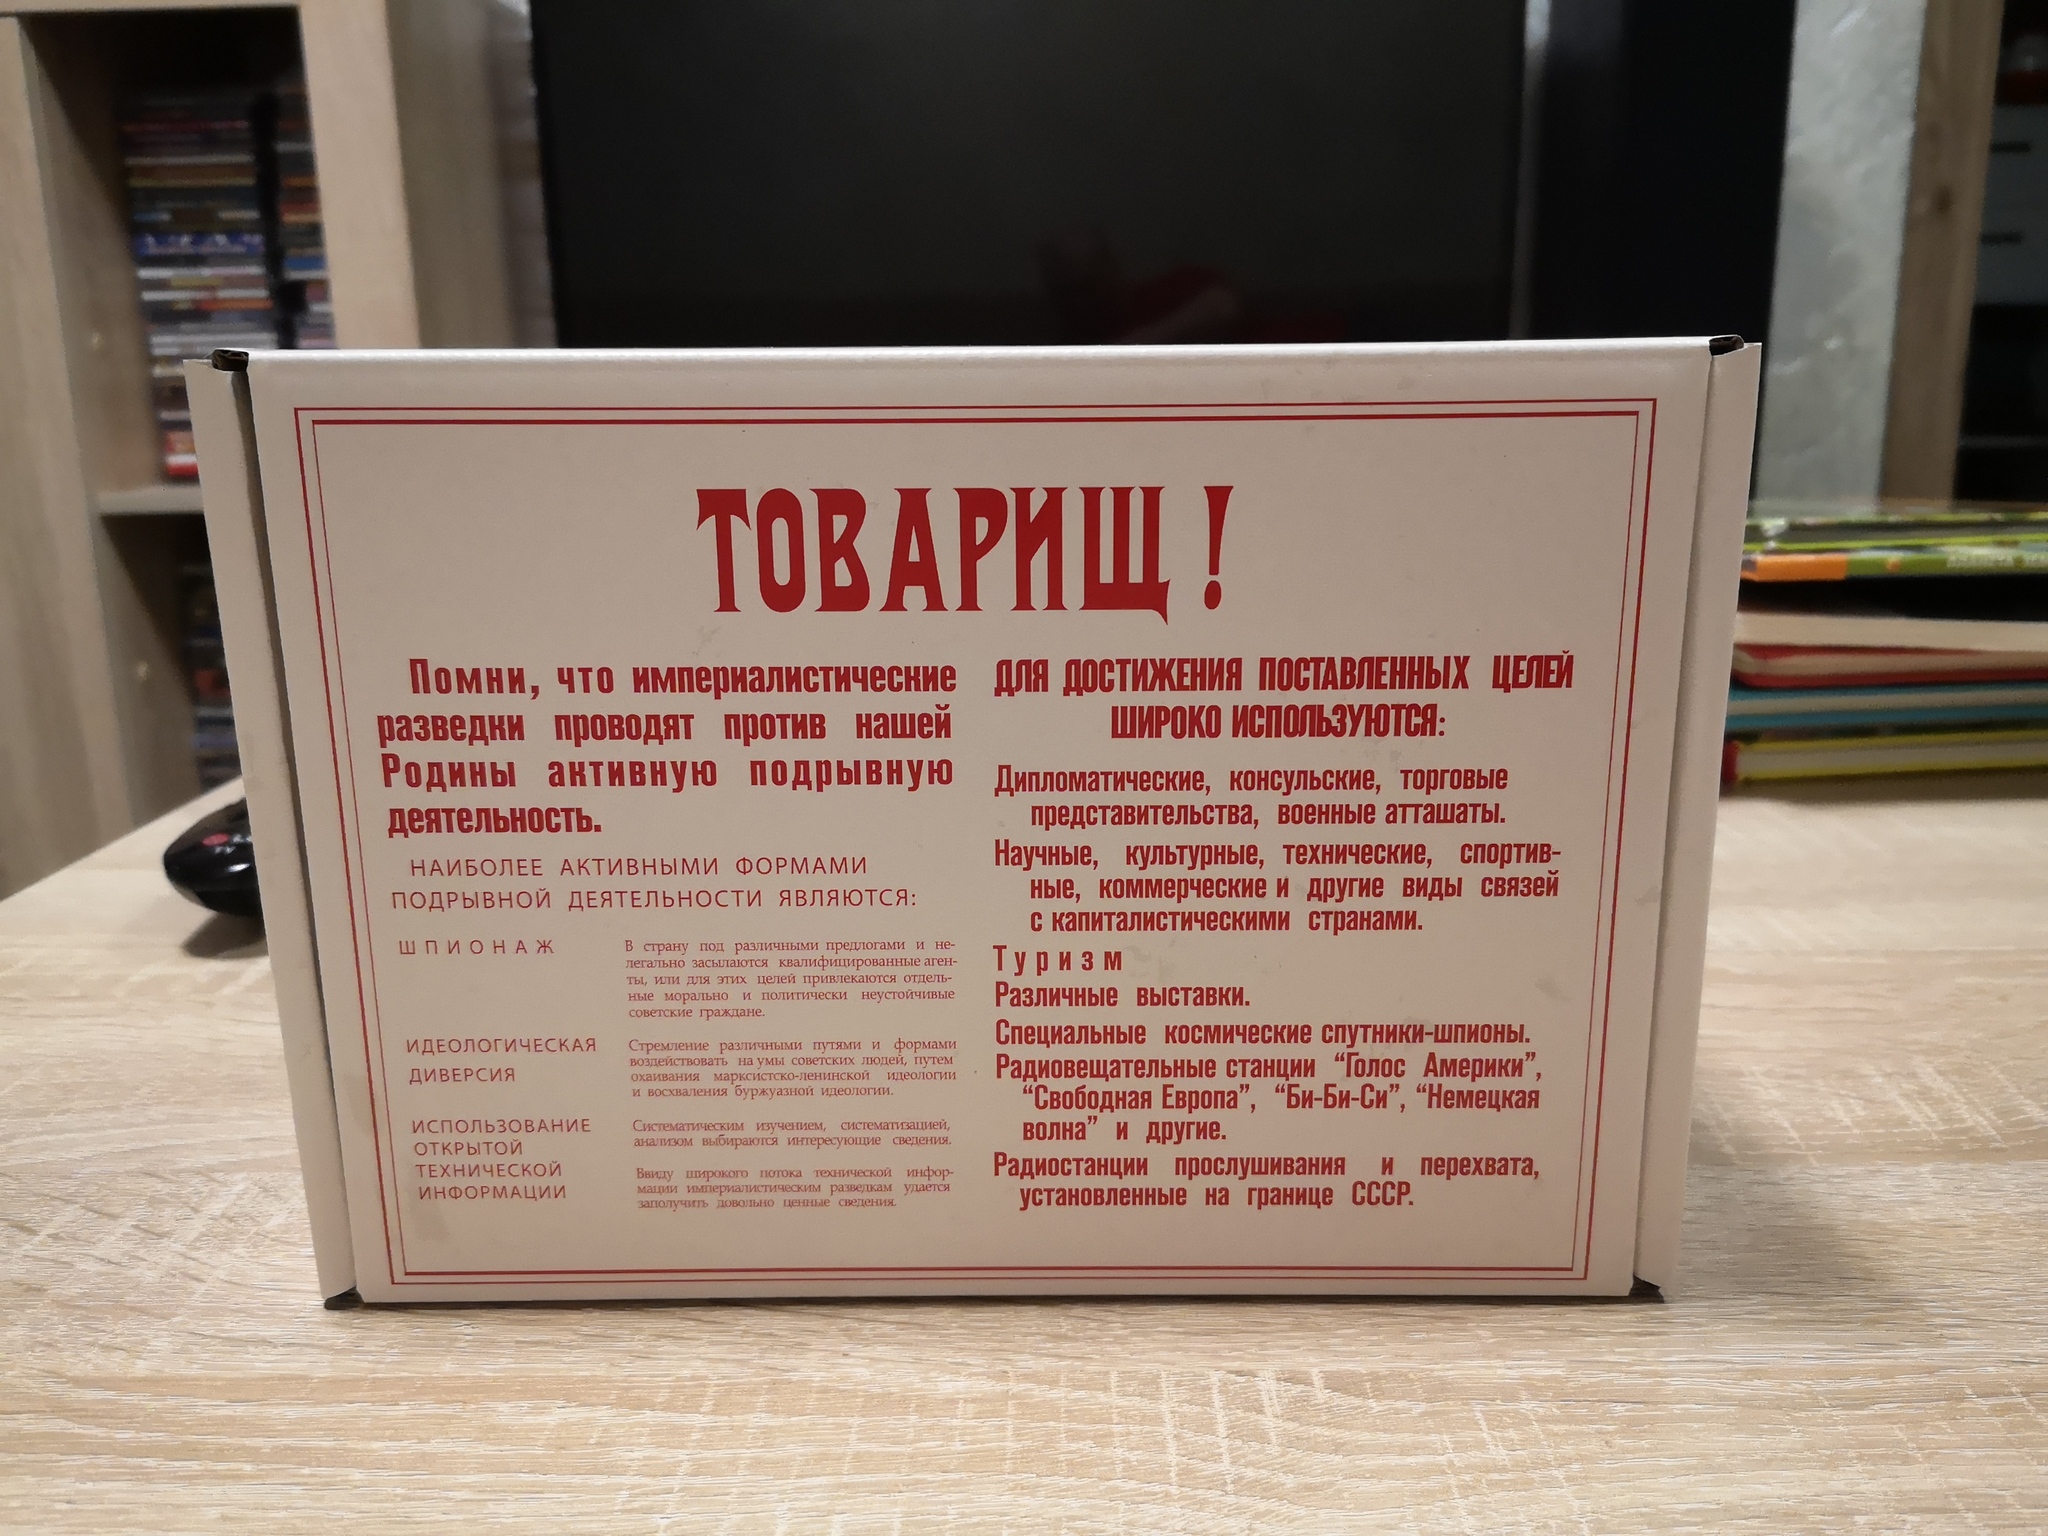 ТОВАРИЩ!
Помни, что империалистические
разведки проводят против нашей
Родины активную подрывную
деятельность.
НАИБОЛЕЕ АКТИВНЫМИ ФОРМАМИ
ПОДРЫВНОЙ ДЕЯТЕЛЬНОСТИ ЯВЛЯЮТСЯ:
ШПИОНАЖ
В страну под различными предлогами и не-
легально засылаются квалифицированные аген-
ты, или для этих целей привлекаются отдель-
ные морально и политически неустойчивые
советские граждане.
ИДЕОЛОГИЧЕСКАЯ
ДИВЕРСИЯ
Стремление различными путями и формами
воздействовать на умы советских людей, путем
охаивания марксистско-ленинской идеологии
и восхваления буржуазной идеологии.
ИСПОЛЬЗОВАНИЕ
ОТКРЫТОЙ
ТЕХНИЧЕСКОЙ
ИНФОРМАЦИИ
Систематическим изучением, систематизацией,
анализом выбираются интересующие сведения.
Ввиду широкого потока технической инфор-
мации империалистическим разведкам удается
заполучить довольно ценные сведения.
ДЛЯ ДОСТИЖЕНИЯ ПОСТАВЛЕННЫХ ЦЕЛЕЙ
ШИРОКО ИСПОЛЬЗУЮТСЯ:
Дипломатические, консульские, торговые
представительства, военные атташаты.
Научные, культурные, технические, спортив-
ные, коммерческие и другие виды связей
с капиталистическими странами.
Туризм
Различные выставки.
Специальные космические спутники-шпионы.
Радиовещательные станции “Голос Америки”,
“Свободная Европа”, “Би-Би-Си”, “Немецкая
волна” и другие.
Радиостанции прослушивания и перехвата,
установленные на границе СССР.